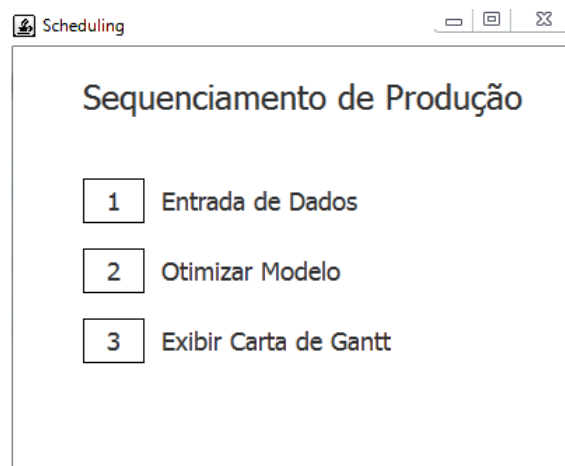 Scheduling
Sequenciamento de Produção
1 Entrada de Dados
2 Otimizar Modelo
3 Exibir Carta de Gantt